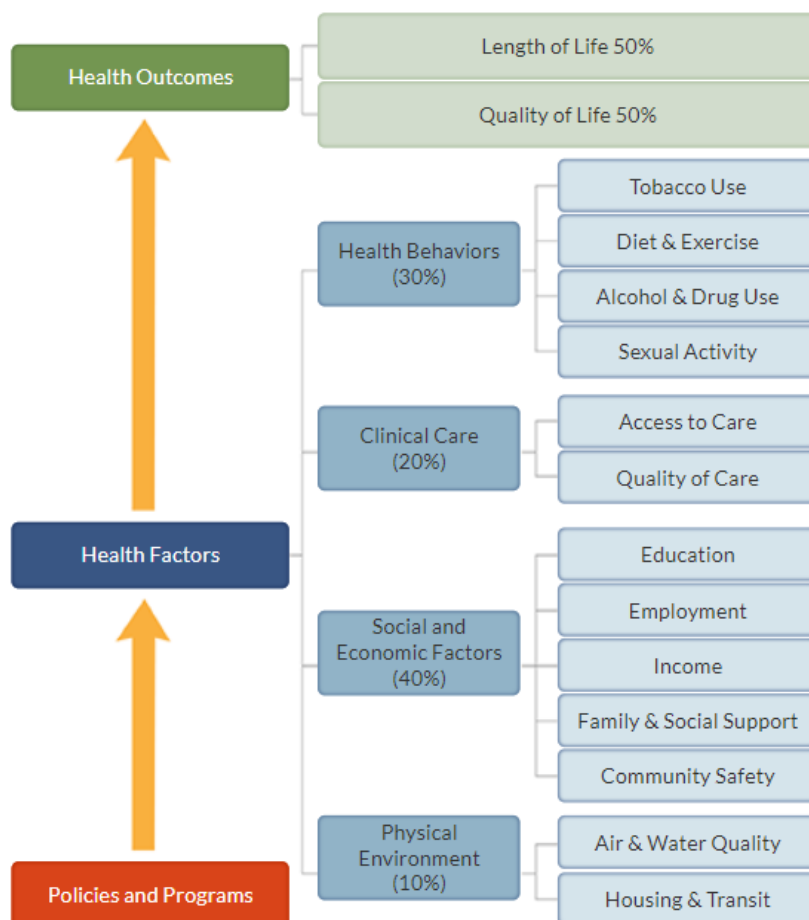 Health Outcomes
Length of Life 50%
Quality of Life 50%
Health Factors
Health Behaviors
(30%)
Tobacco Use
Diet & Exercise
Alcohol & Drug Use
Sexual Activity
Clinical Care
(20%)
Access to Care
Quality of Care
Social and
Economic Factors
(40%)
Education
Employment
Income
Family & Social Support
Community Safety
Physical
Environment
(10%)
Air & Water Quality
Housing & Transit
Policies and Programs